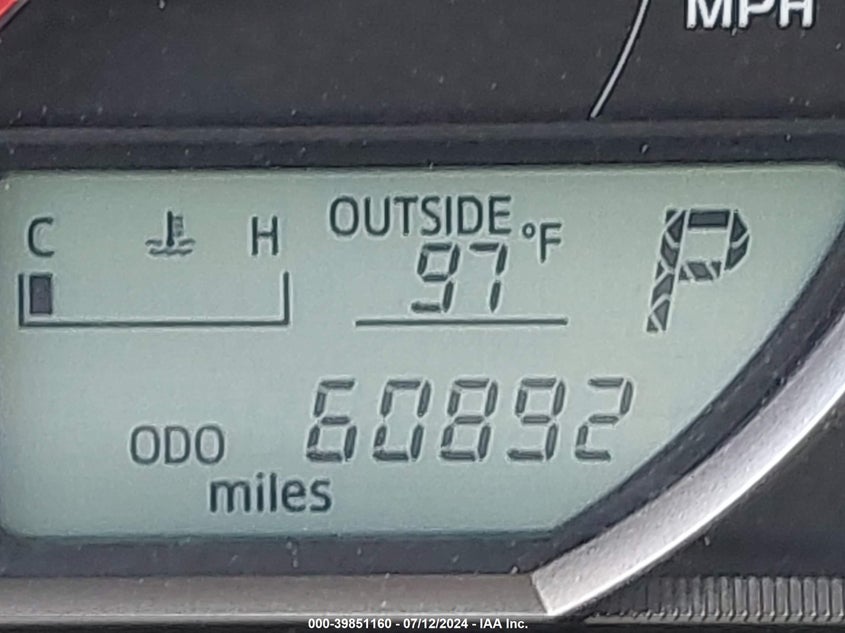 MPH
C H
OUTSIDE
97 °F
P
ODO 60892
miles
000-39851160 - 07/12/2024 - IAA Inc.